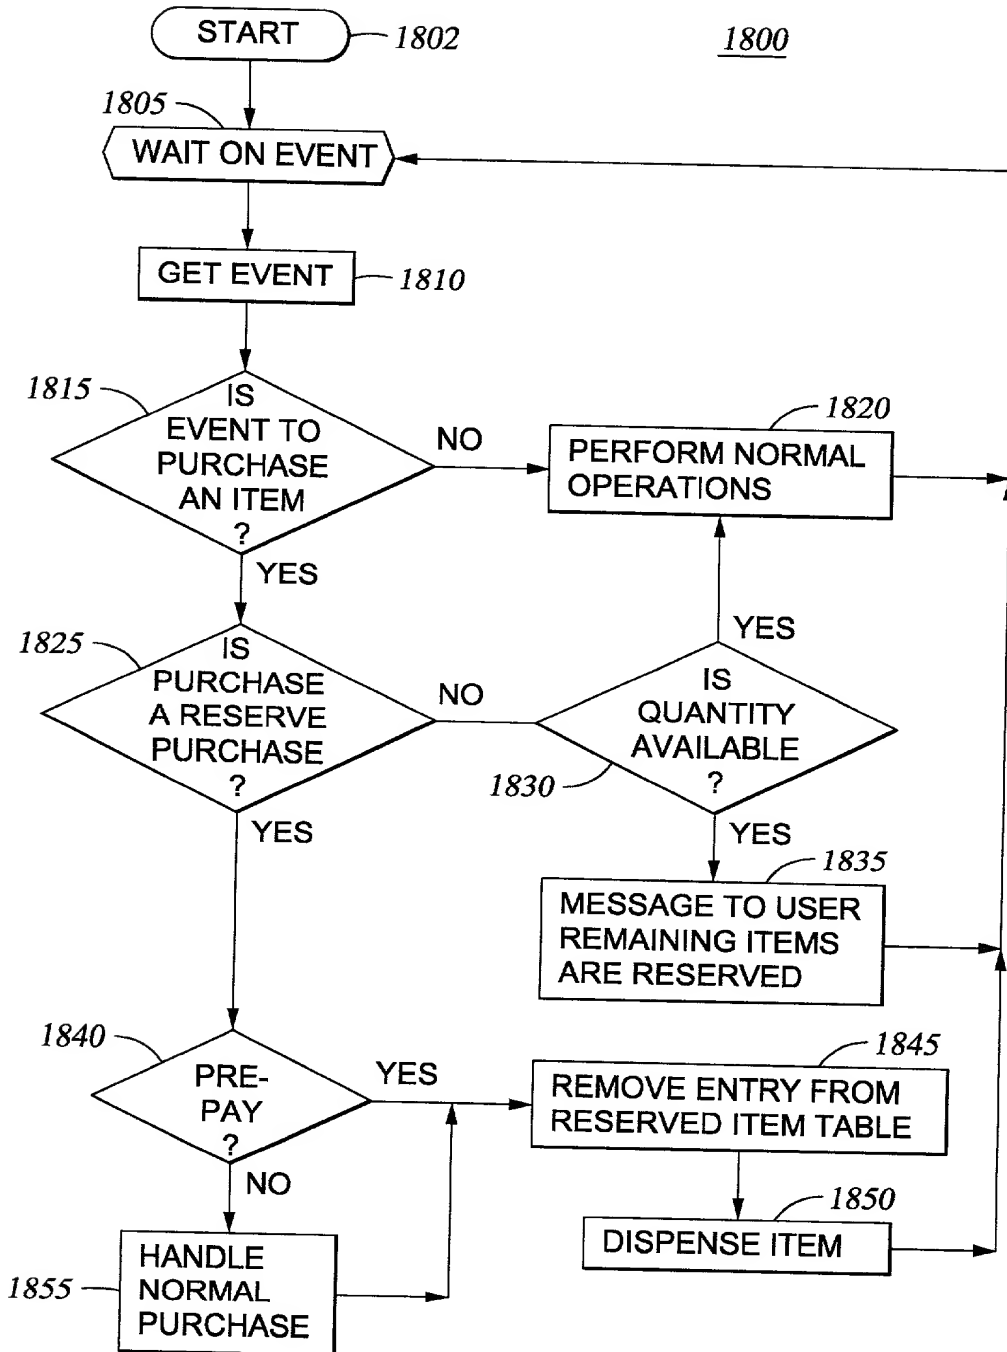 START
1802
1800
1805
WAIT ON EVENT
GET EVENT
1810
1815
IS
EVENT TO
PURCHASE
AN ITEM
?
NO
YES
1820
PERFORM NORMAL
OPERATIONS
1825
IS
PURCHASE
A RESERVE
PURCHASE
?
NO
YES
YES
IS
QUANTITY
AVAILABLE
?
1830
YES
1835
MESSAGE TO USER
REMAINING ITEMS
ARE RESERVED
1840
PRE-
PAY
?
YES
NO
1845
REMOVE ENTRY FROM
RESERVED ITEM TABLE
1850
DISPENSE ITEM
1855
HANDLE
NORMAL
PURCHASE